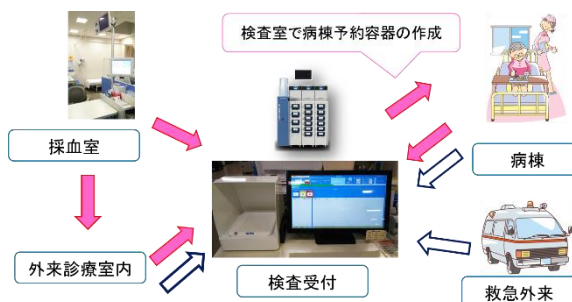 検査室で病棟予約容器の作成
採血室
病棟
外来診療室内
検査受付
救急外来